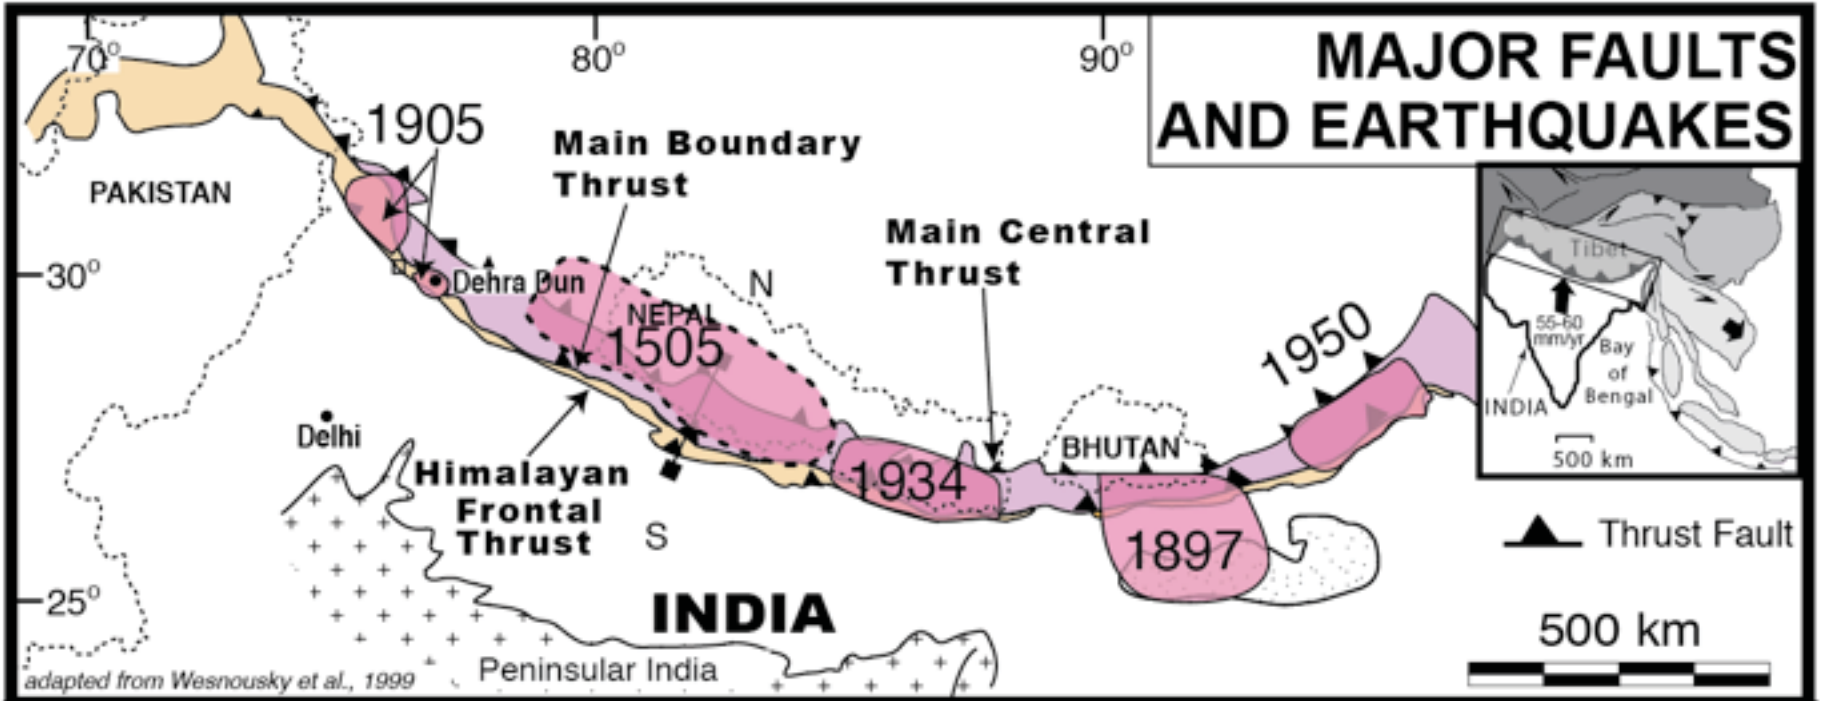 70°
80°
90°
MAJOR FAULTS
AND EARTHQUAKES
1905
Main Boundary
Thrust
PAKISTAN
Main Central
Thrust
Tibet
30°
Dehra Dun
N
NEPAL
1505
1950
55-60
mm/yr
Bay
of
Bengal
INDIA
500 km
Delhi
BHUTAN
Himalayan
Frontal
Thrust
1934
S
1897
Thrust Fault
25°
INDIA
500 km
Peninsular India
adapted from Wesnousky et al., 1999